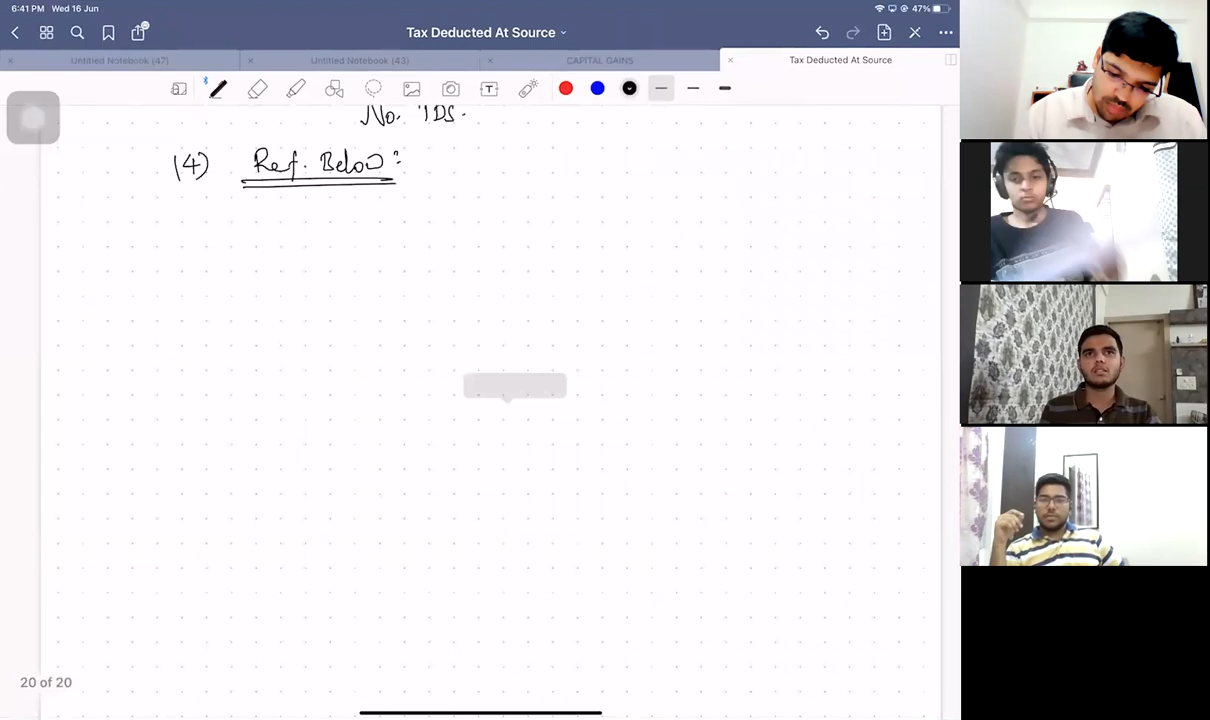 6:41 PM Wed 16 Jun
47%
Tax Deducted At Source
Untitled Notebook (47)
Untitled Notebook (43)
CAPITAL GAINS
Tax Deducted At Source
T
No. TDS.
(4) Ref. Below:
20 of 20